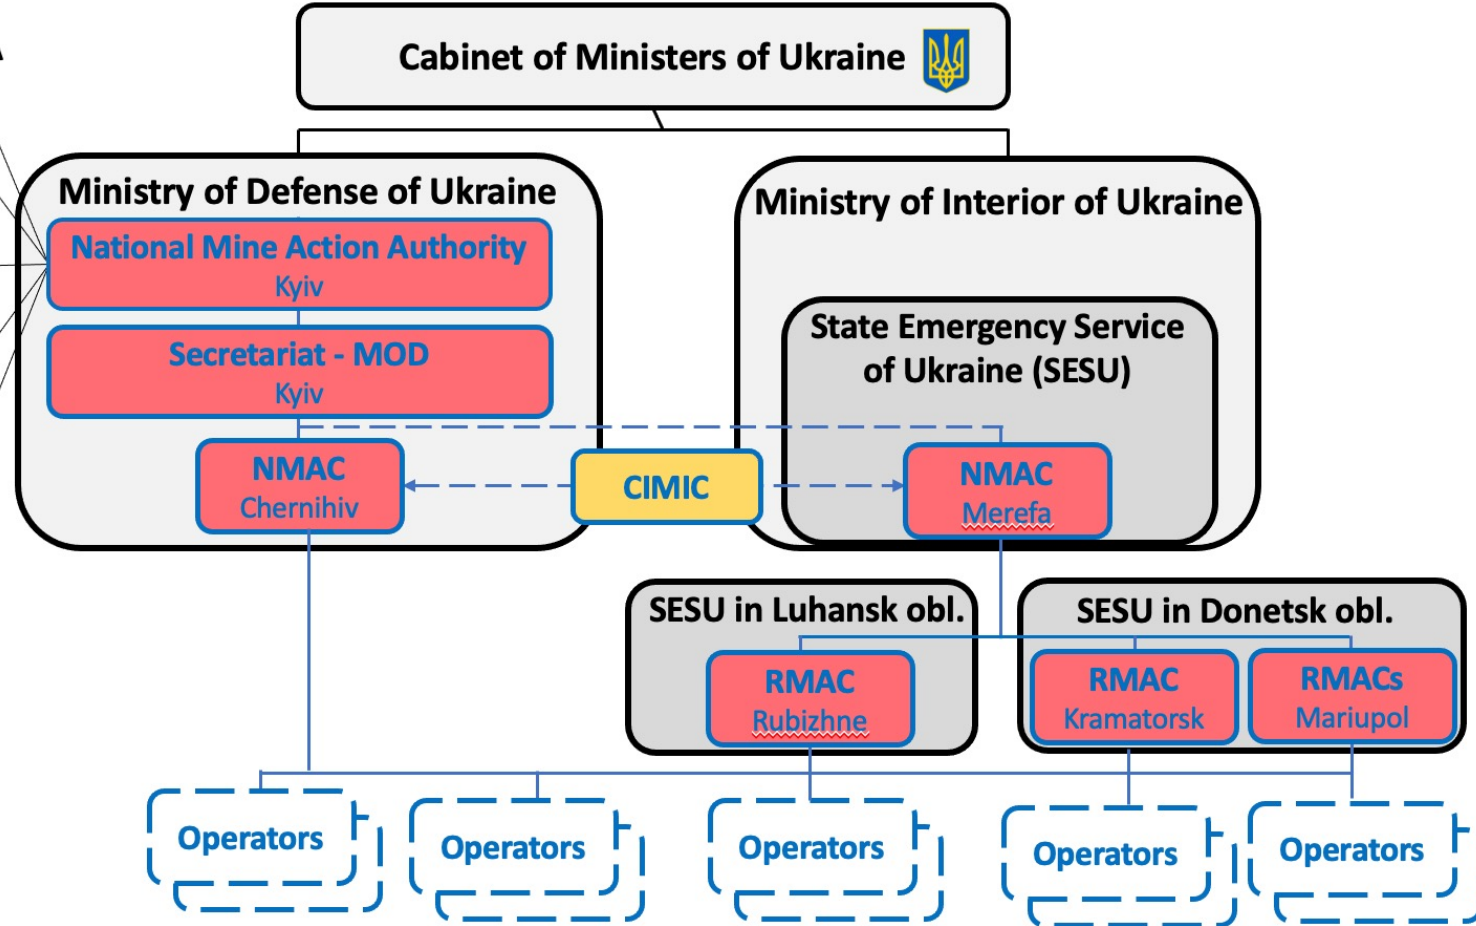 Cabinet of Ministers of Ukraine
Ministry of Defense of Ukraine
National Mine Action Authority
Kyiv
Secretariat - MOD
Kyiv
NMAC
Chernihiv
CIMIC
Ministry of Interior of Ukraine
State Emergency Service
of Ukraine (SESU)
NMAC
Merefa
SESU in Luhansk obl.
RMAC
Rubizhne
SESU in Donetsk obl.
RMAC
Kramatorsk
RMACs
Mariupol
Operators
Operators
Operators
Operators
Operators